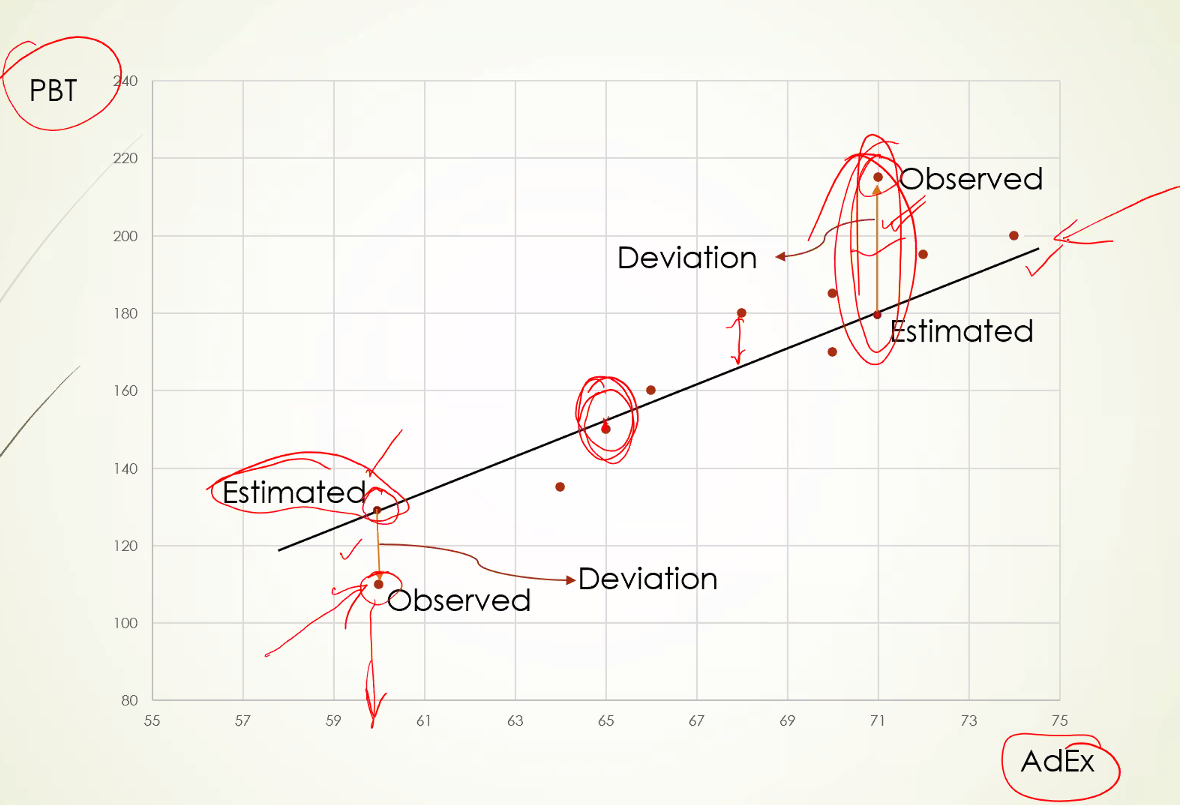 PBT
240
220
Observed
200
Deviation
180
Estimated
160
140
Estimated
120
Deviation
Observed
100
80
55 57 59 61 63 65 67 69 71 73 75
AdEx